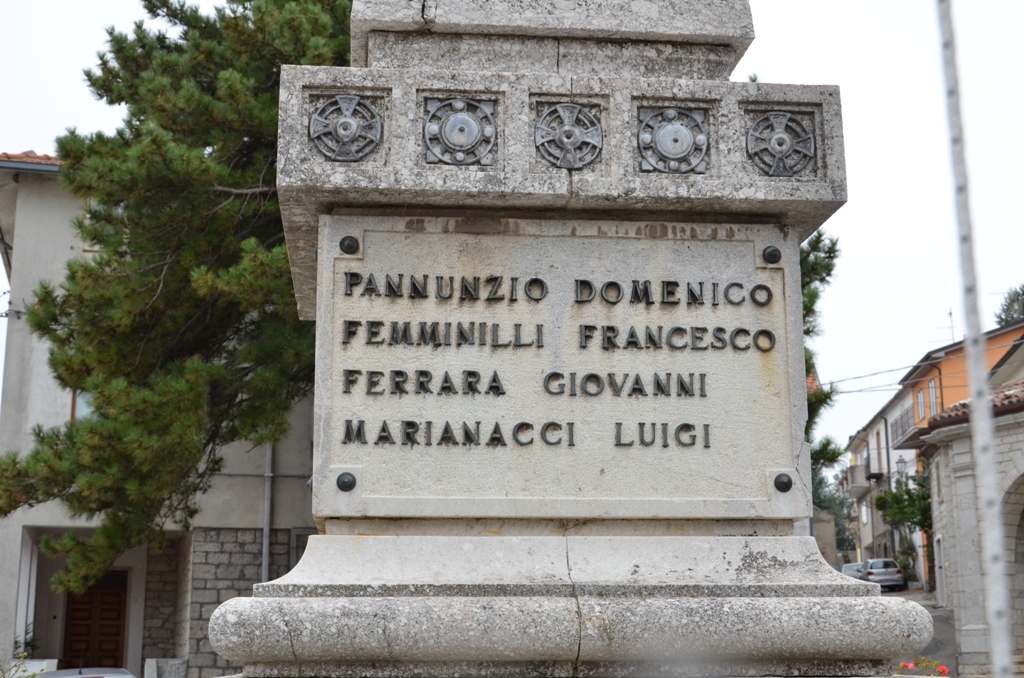 PANNUNZIO DOMENICO
FEMMINILLI FRANCESCO
FERRARA GIOVANNI
MARIANACCI LUIGI